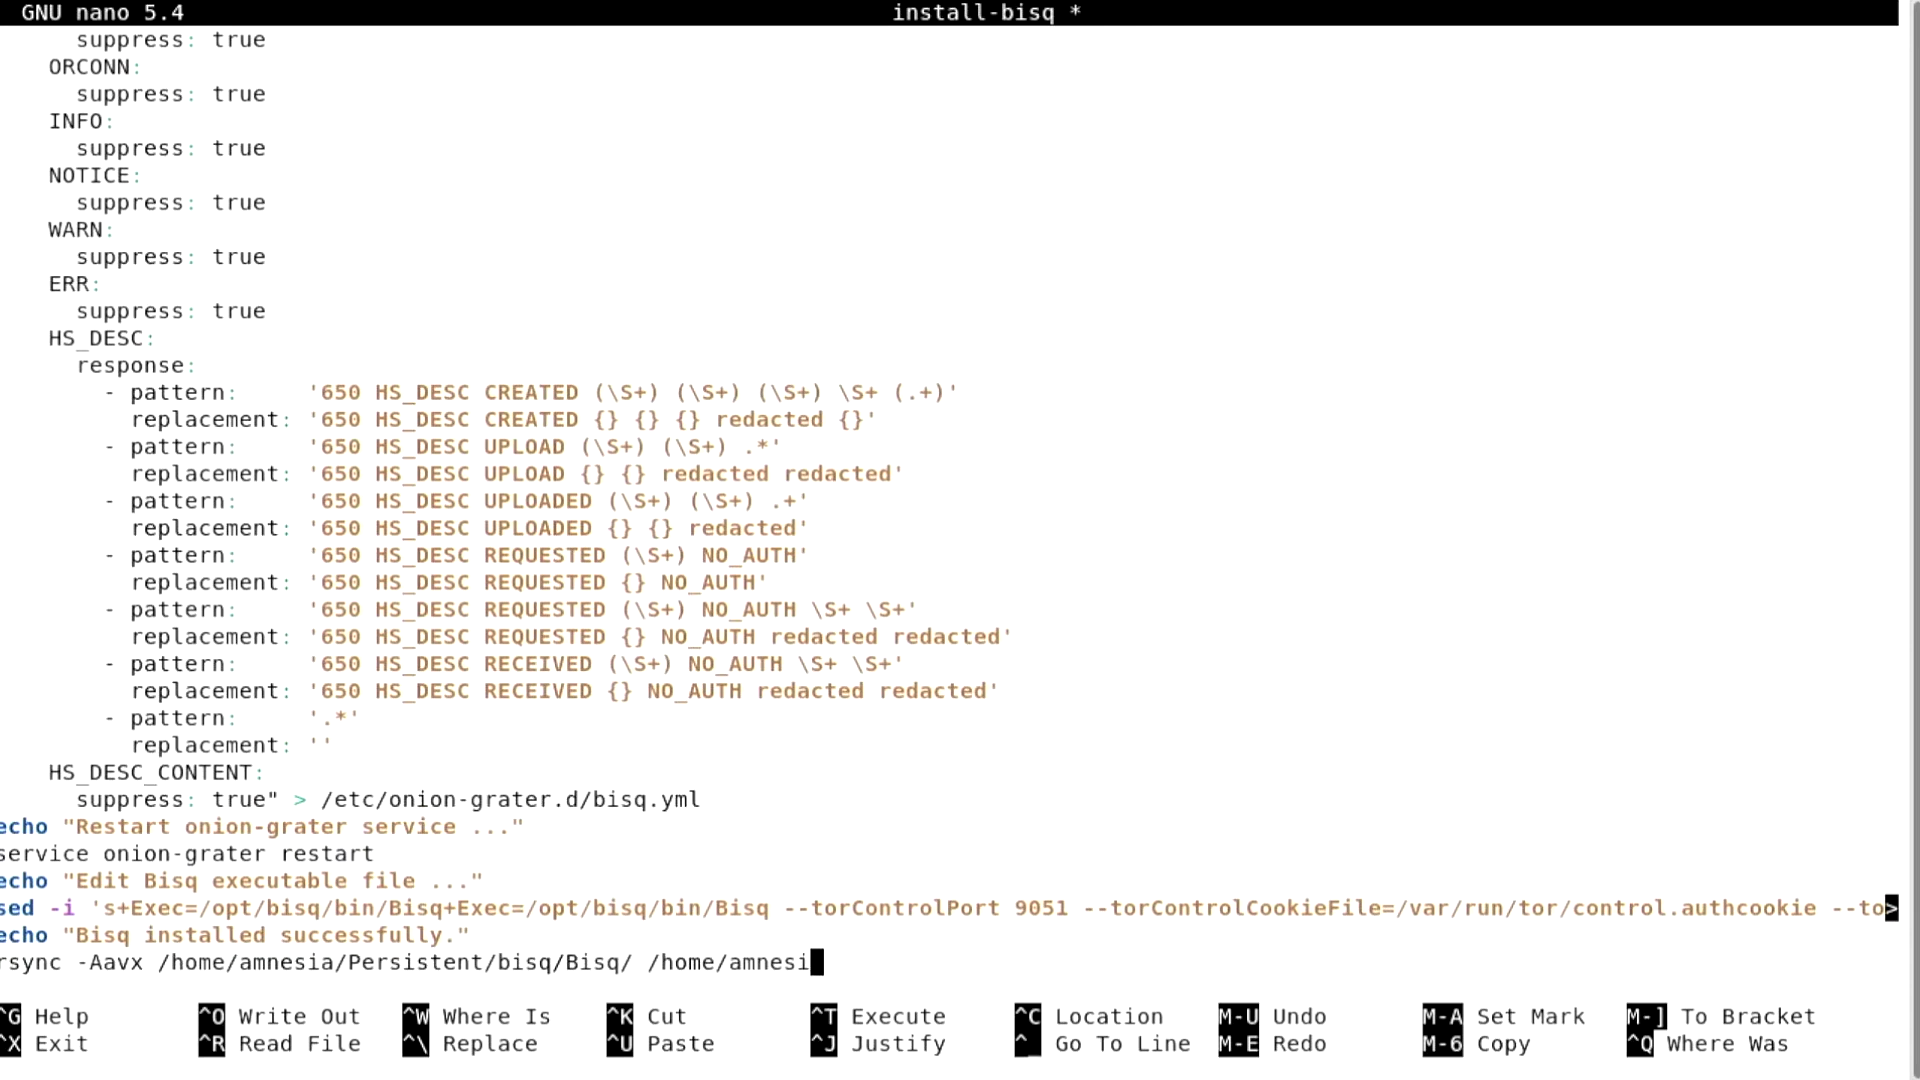 GNU nano 5.4 install-bisq *
suppress: true
ORCONN:
suppress: true
INFO:
suppress: true
NOTICE:
suppress: true
WARN:
suppress: true
ERR:
suppress: true
HS_DESC:
response:
- pattern: '650 HS_DESC CREATED (\S+) (\S+) (\S+) \S+ (.+)'
replacement: '650 HS_DESC CREATED {} {} {} redacted {}'
- pattern: '650 HS_DESC UPLOAD (\S+) (\S+) .*'
replacement: '650 HS_DESC UPLOAD {} {} redacted redacted'
- pattern: '650 HS_DESC UPLOADED (\S+) (\S+) .+'
replacement: '650 HS_DESC UPLOADED {} {} redacted'
- pattern: '650 HS_DESC REQUESTED (\S+) NO_AUTH'
replacement: '650 HS_DESC REQUESTED {} NO_AUTH'
- pattern: '650 HS_DESC REQUESTED (\S+) NO_AUTH \S+ \S+'
replacement: '650 HS_DESC REQUESTED {} NO_AUTH redacted redacted'
- pattern: '650 HS_DESC RECEIVED (\S+) NO_AUTH \S+ \S+'
replacement: '650 HS_DESC RECEIVED {} NO_AUTH redacted redacted'
- pattern: '.*'
replacement: ''
HS_DESC_CONTENT:
suppress: true" > /etc/onion-grater.d/bisq.yml
echo "Restart onion-grater service ..."
service onion-grater restart
echo "Edit Bisq executable file ..."
sed -i 's+Exec=/opt/bisq/bin/Bisq+Exec=/opt/bisq/bin/Bisq --torControlPort 9051 --torControlCookieFile=/var/run/tor/control.authcookie --to>
echo "Bisq installed successfully."
rsync -Aavx /home/amnesia/Persistent/bisq/Bisq/ /home/amnesi
^G Help ^O Write Out ^W Where Is ^K Cut ^T Execute ^C Location M-U Undo M-A Set Mark M-] To Bracket
^X Exit ^R Read File ^\ Replace ^U Paste ^J Justify ^_ Go To Line M-E Redo M-6 Copy ^Q Where Was